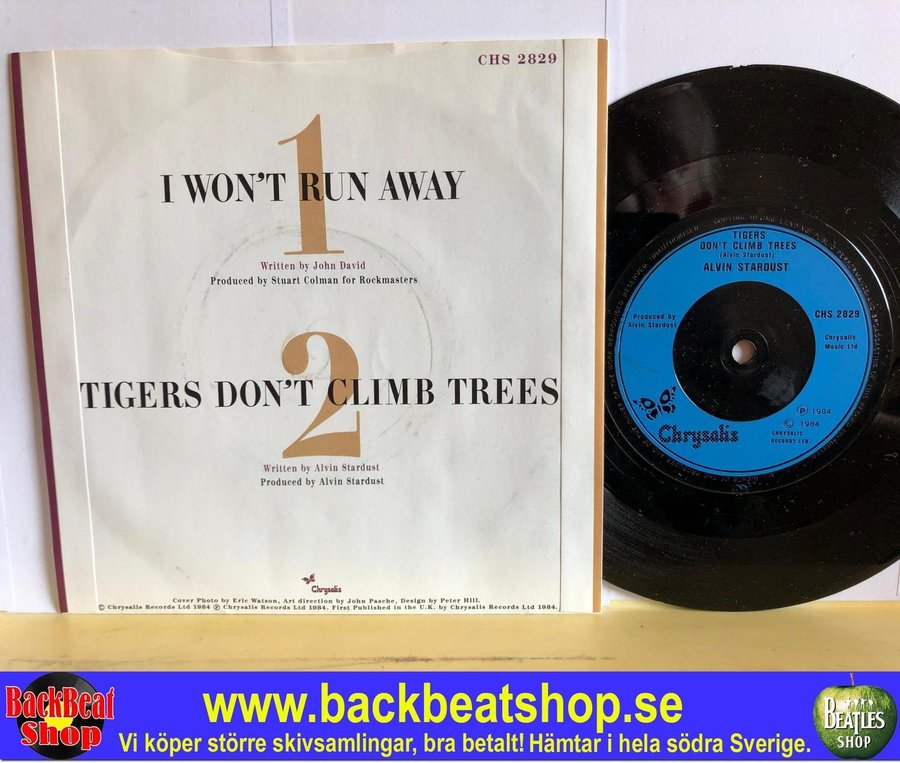 CHS 2829
1
I WON'T RUN AWAY
Written by John David
Produced by Stuart Colman for Rockmasters
2
TIGERS DON'T CLIMB TREES
Written by Alvin Stardust
Produced by Alvin Stardust
Chrysalis
Cover Photo by Eric Watson, Art direction by John Pasche, Design by Peter Hill.
© Chrysalis Records Ltd 1984 ℗ Chrysalis Records Ltd 1984. First Published in the U.K. by Chrysalis Records Ltd 1984.
TIGERS
DON'T CLIMB TREES
(Alvin Stardust)
ALVIN STARDUST
Produced by
Alvin Stardust
CHS 2829
Chrysalis
Music Ltd
℗ 1984
© 1984
CHRYSALIS
RECORDS LTD.
Chrysalis
BackBeat
Shop
www.backbeatshop.se
Vi köper större skivsamlingar, bra betalt! Hämtar i hela södra Sverige.
THE
BEATLES
SHOP